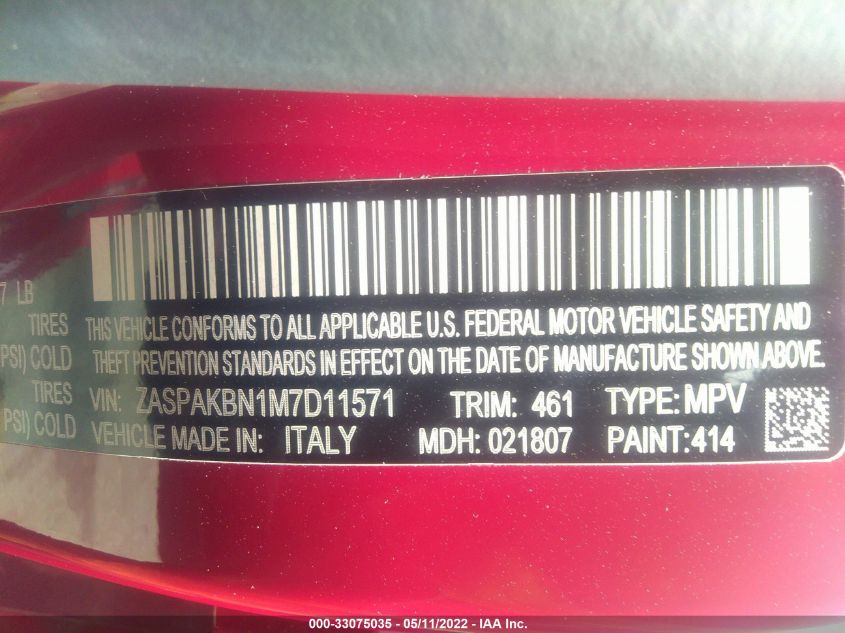 7 LB
TIRES
THIS VEHICLE CONFORMS TO ALL APPLICABLE U.S. FEDERAL MOTOR VEHICLE SAFETY AND
PSI) COLD
THEFT PREVENTION STANDARDS IN EFFECT ON THE DATE OF MANUFACTURE SHOWN ABOVE.
TIRES
VIN: ZASPAKBN1M7D11571 TRIM: 461 TYPE: MPV
PSI) COLD
VEHICLE MADE IN: ITALY MDH: 021807 PAINT:414
000-33075035 - 05/11/2022 - IAA Inc.